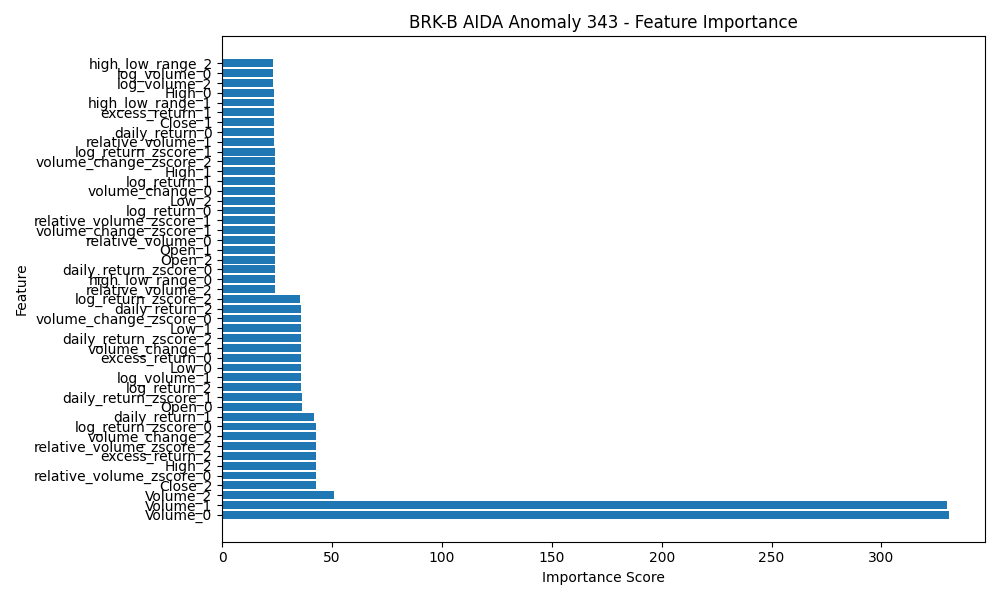 BRK-B AIDA Anomaly 343 - Feature Importance
high_low_range_2
log_volume_0
log_volume_2
High_0
high_low_range_1
excess_return_1
Close_1
daily_return_0
relative_volume_1
log_return_zscore_1
volume_change_zscore_2
High_1
log_return_1
volume_change_0
Low_2
log_return_0
relative_volume_zscore_1
volume_change_zscore_1
relative_volume_0
Open_1
Open_2
daily_return_zscore_0
high_low_range_0
relative_volume_2
log_return_zscore_2
daily_return_2
volume_change_zscore_0
Low_1
daily_return_zscore_2
volume_change_1
excess_return_0
Low_0
log_volume_1
log_return_2
daily_return_zscore_1
Open_0
daily_return_1
log_return_zscore_0
volume_change_2
relative_volume_zscore_2
excess_return_2
High_2
relative_volume_zscore_0
Close_2
Volume_2
Volume_1
Volume_0
Feature
0 50 100 150 200 250 300
Importance Score